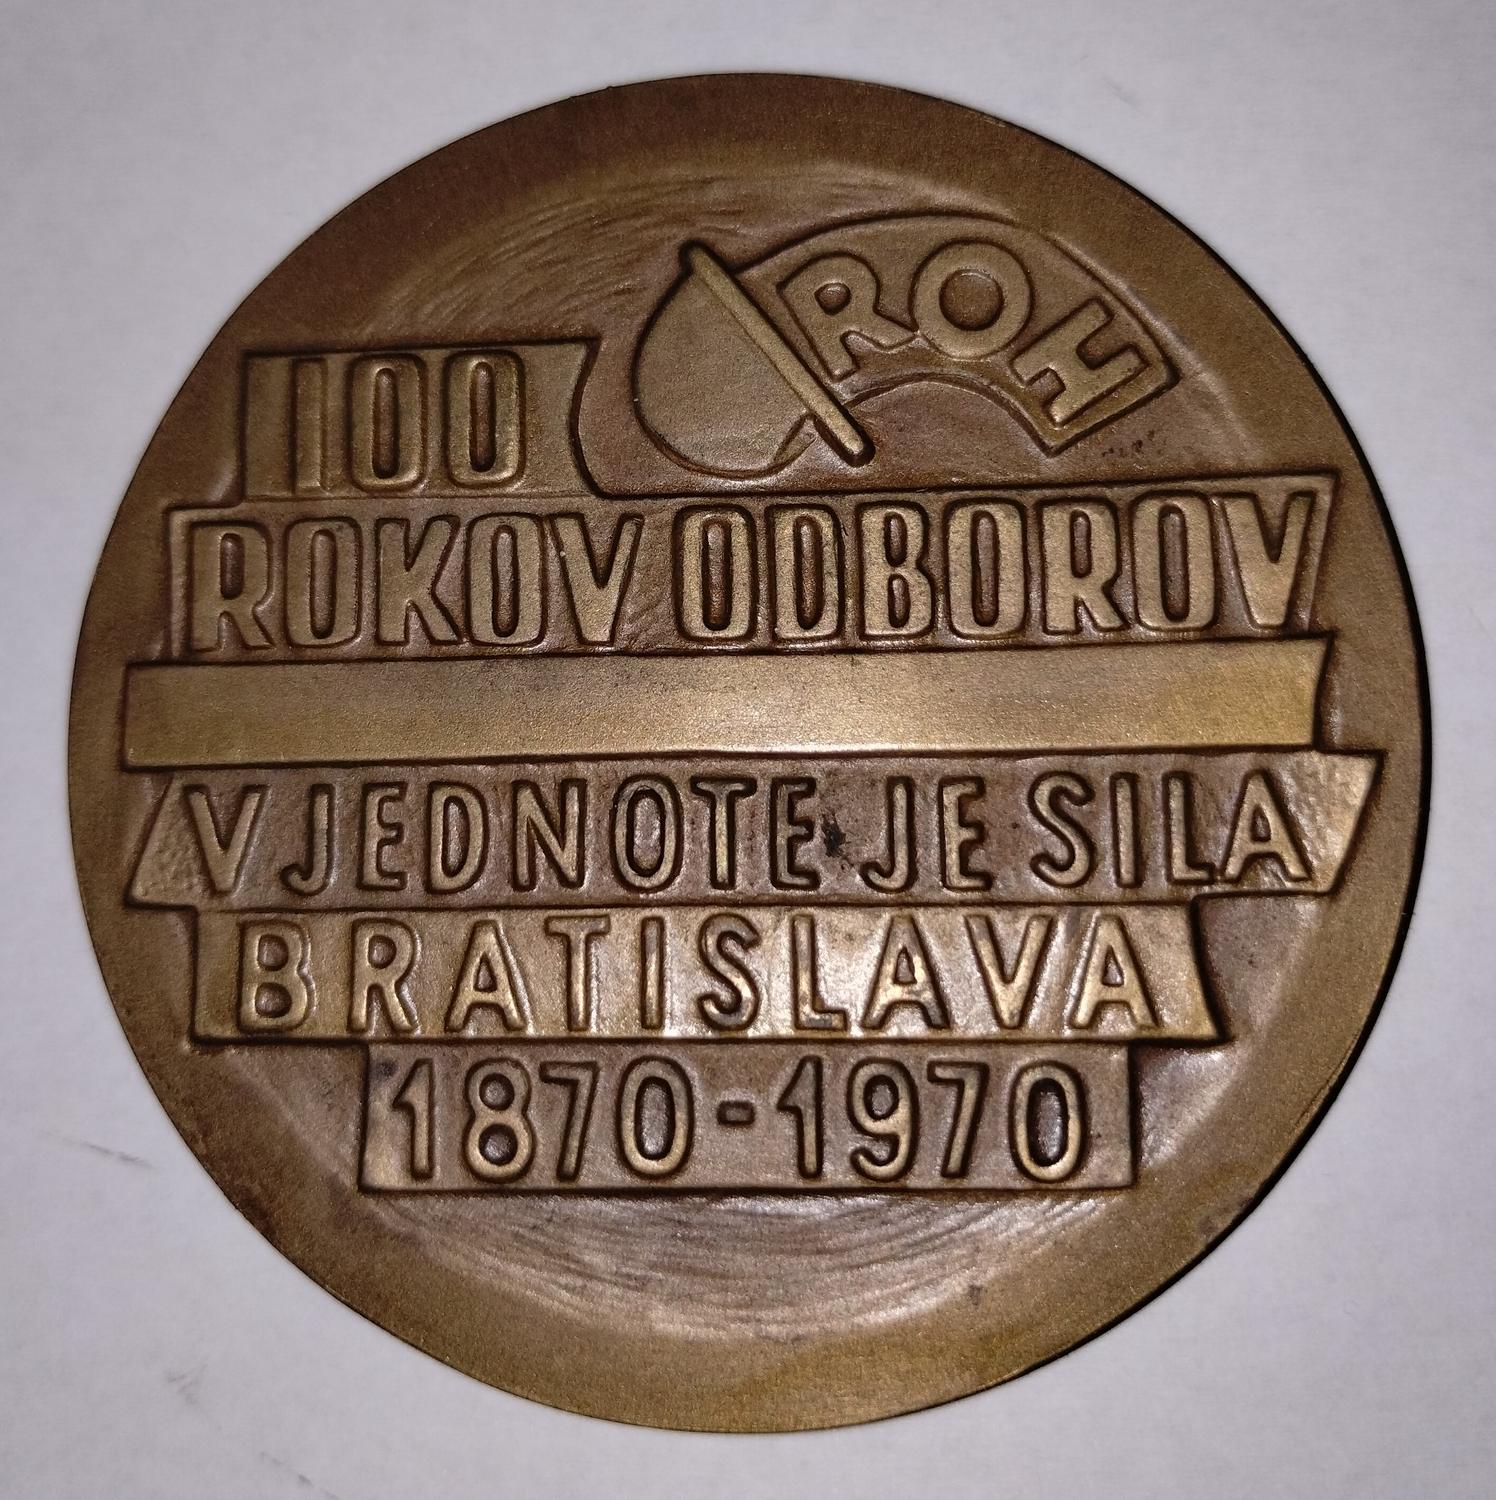 ROH
100
ROKOV ODBOROV
V JEDNOTE JE SILA
BRATISLAVA
1870-1970